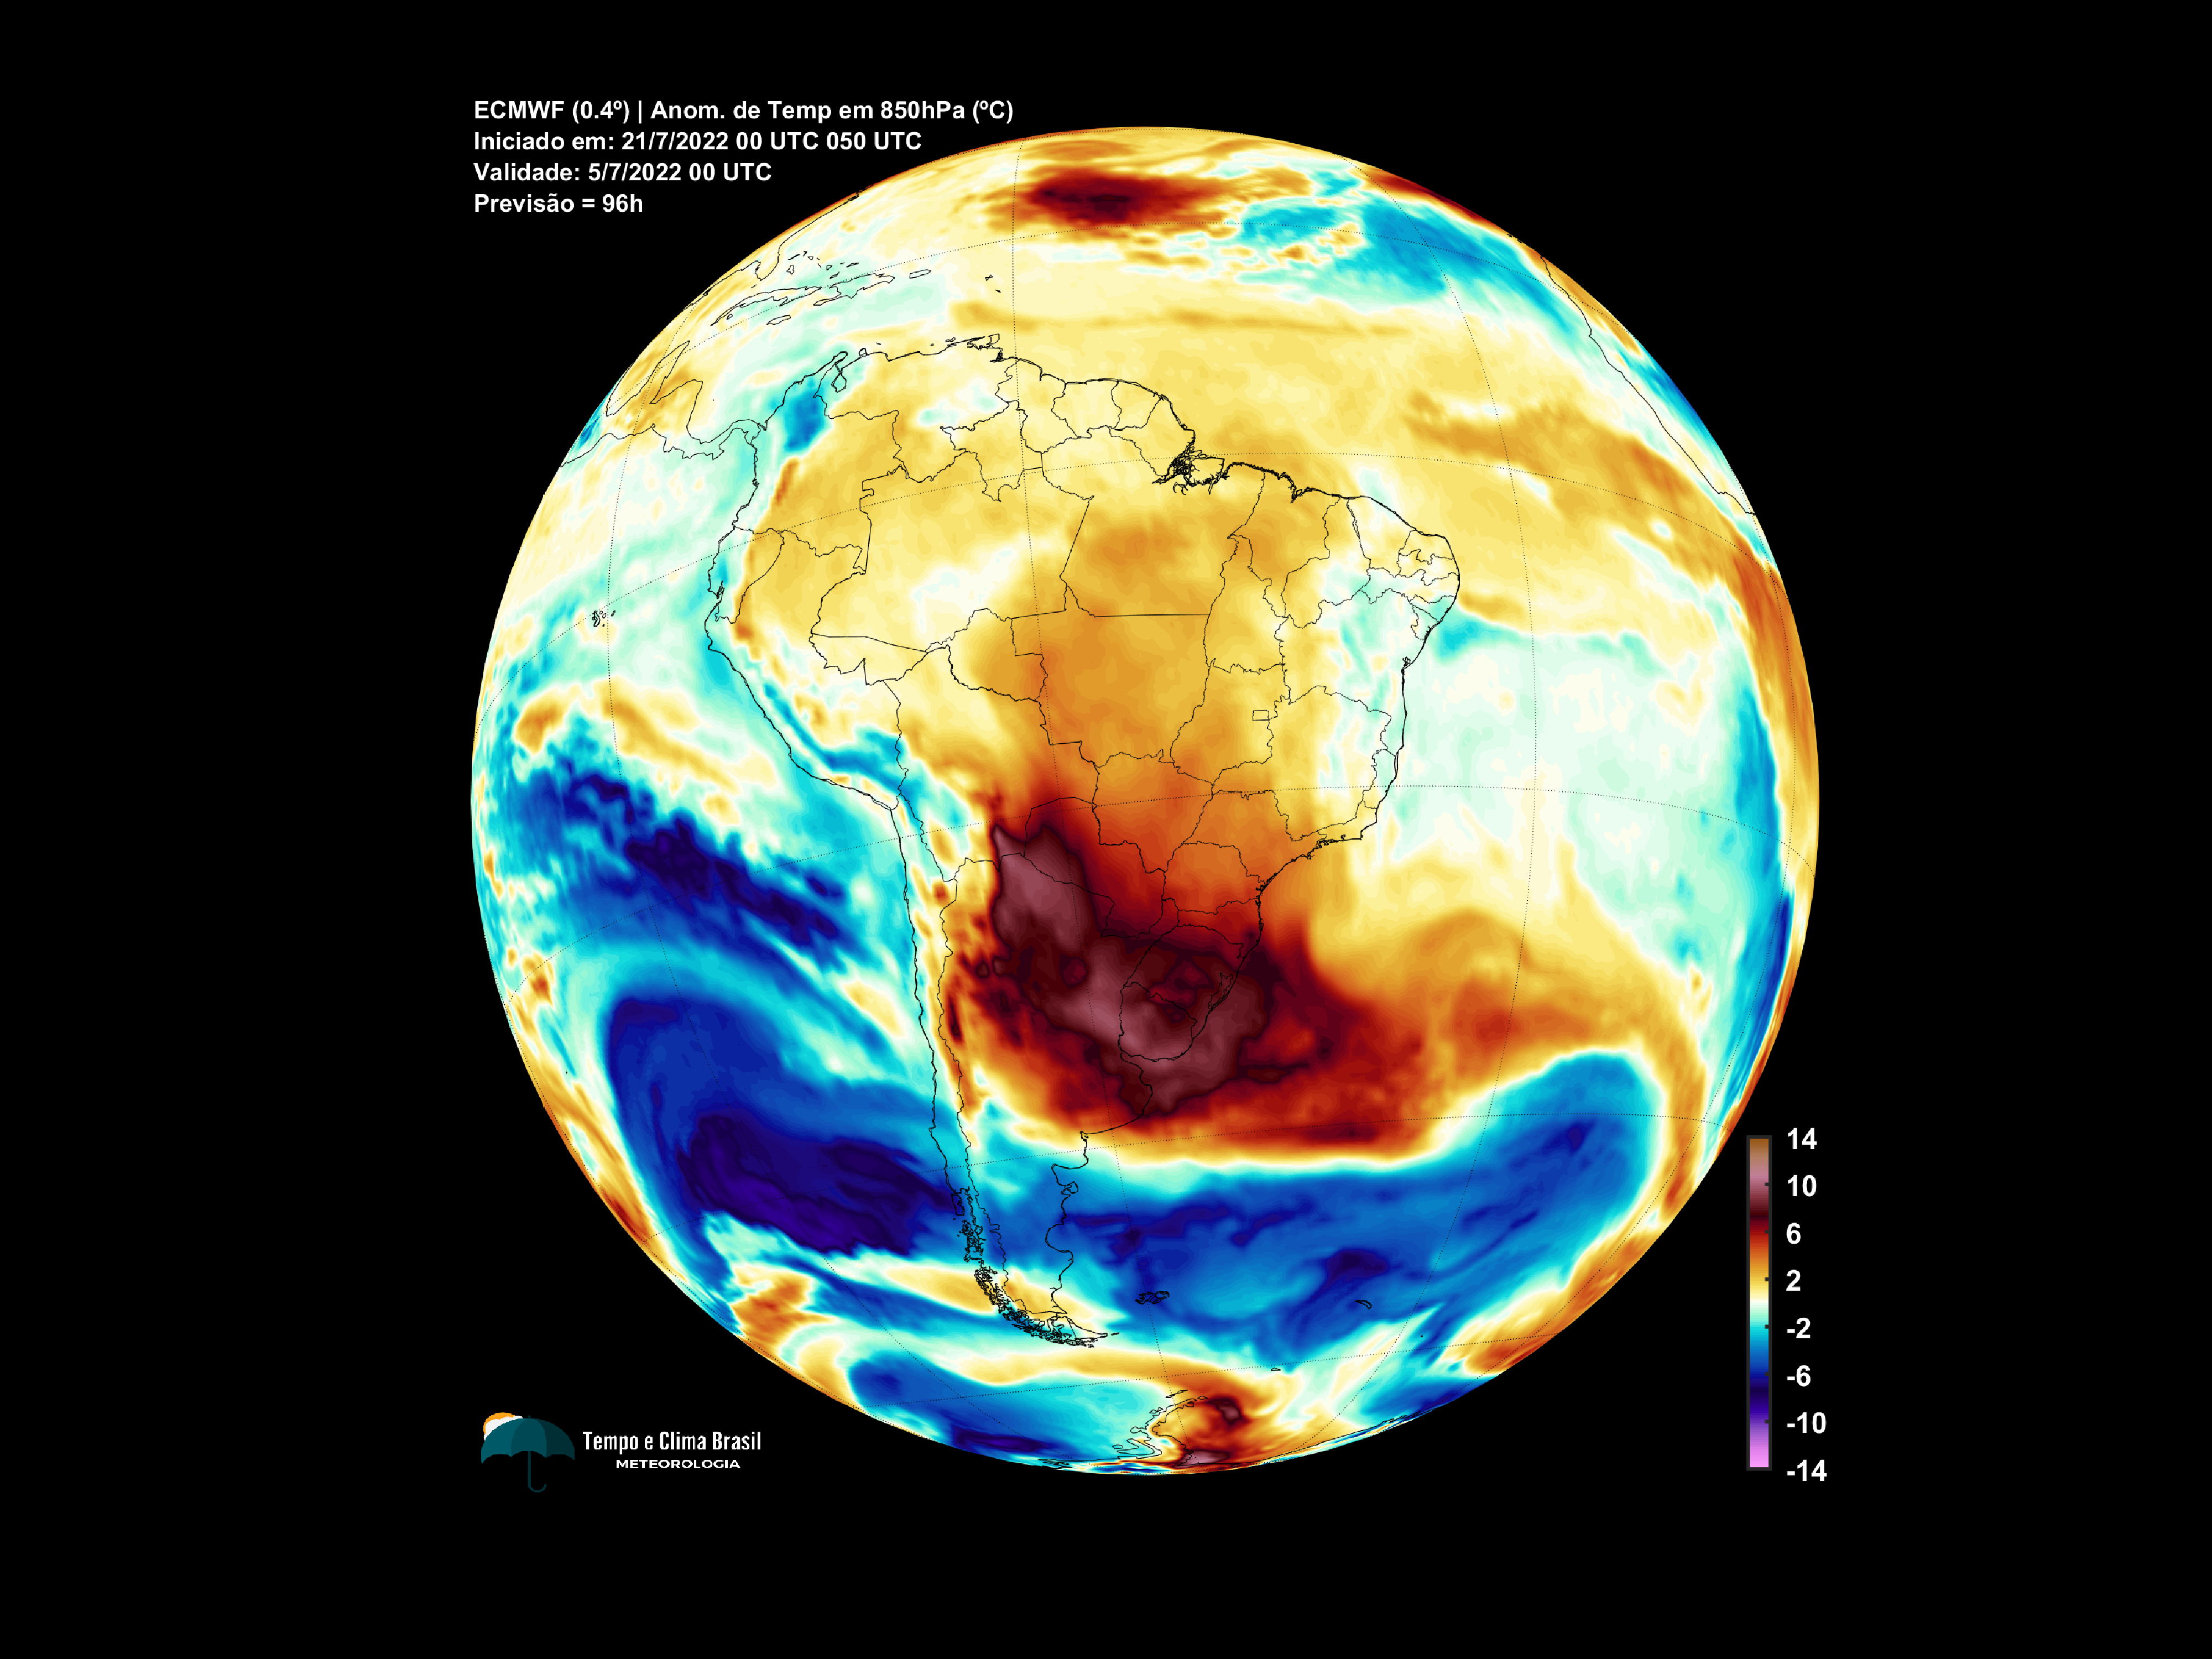 ECMWF (0.4º) | Anom. de Temp em 850hPa (ºC)
Iniciado em: 21/7/2022 00 UTC 050 UTC
Validade: 5/7/2022 00 UTC
Previsão = 96h
14
10
6
2
-2
-6
-10
-14
Tempo e Clima Brasil
METEOROLOGIA